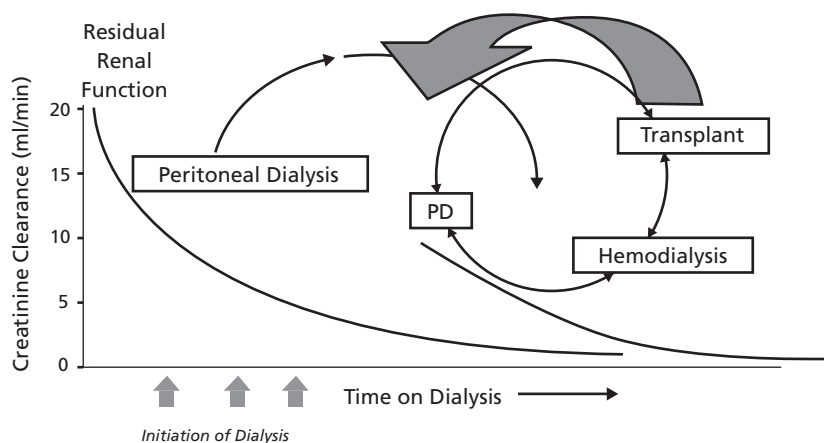 Residual
Renal
Function
Creatinine Clearance (ml/min)
20
15
10
5
0
Peritoneal Dialysis
Transplant
PD
Hemodialysis
Time on Dialysis
Initiation of Dialysis